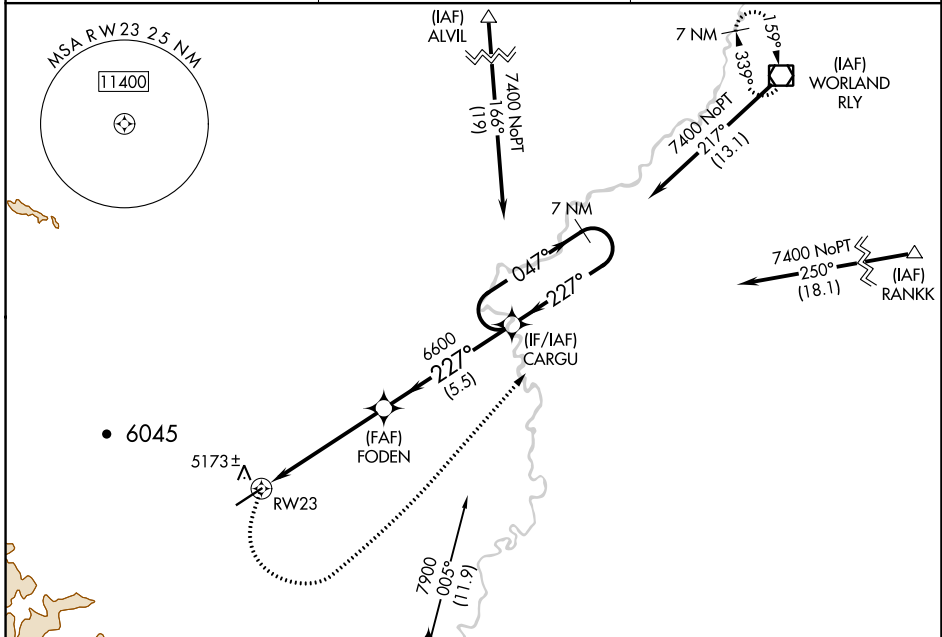 MSA RW23 25 NM
11400
(IAF)
ALVIL
7400 NoPT
166°
(19)
7 NM
159°
339°
(IAF)
WORLAND
RLY
7400 NoPT
217°
(13.1)
7 NM
047°
227°
7400 NoPT
250°
(18.1)
(IAF)
RANKK
(IF/IAF)
CARGU
6600
227°
(5.5)
(FAF)
FODEN
6045
5173±
RW23
7900
005°
(11.9)